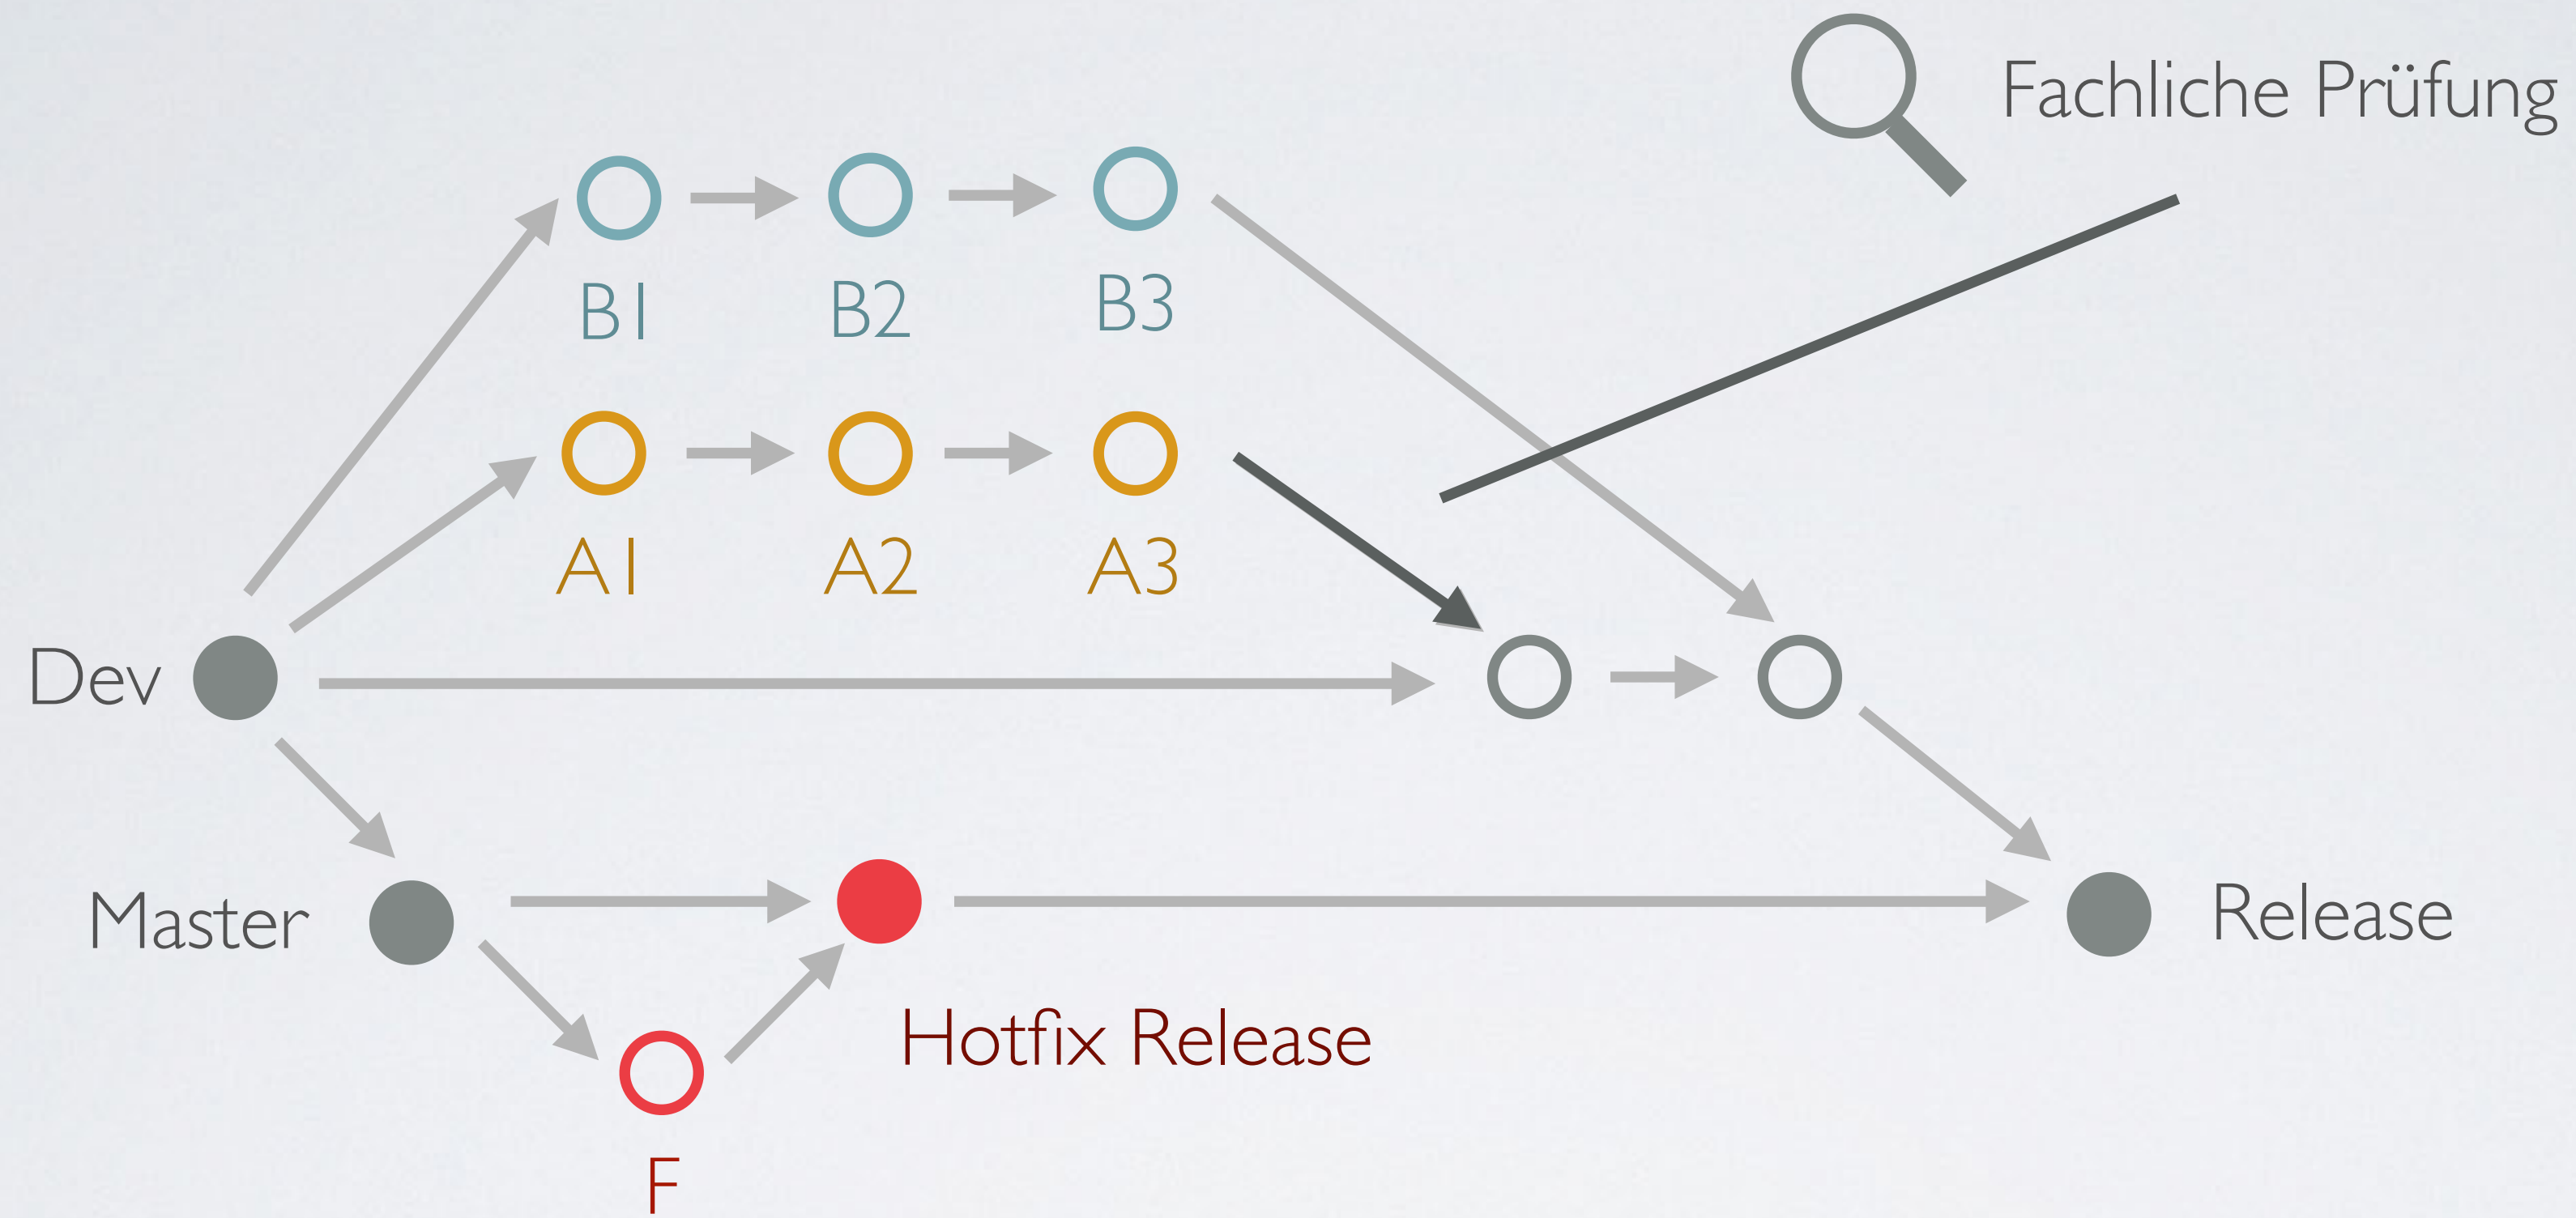 Fachliche Prüfung
B1
B2
B3
A1
A2
A3
Dev
Master
Release
Hotfix Release
F